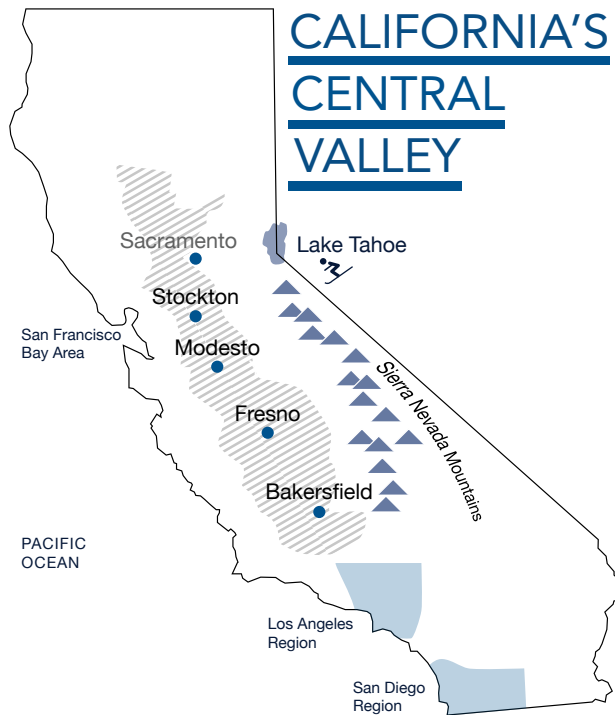 CALIFORNIA'S
CENTRAL
VALLEY
Sacramento
Lake Tahoe
Stockton
San Francisco
Bay Area
Modesto
Sierra Nevada Mountains
Fresno
Bakersfield
PACIFIC
OCEAN
Los Angeles
Region
San Diego
Region